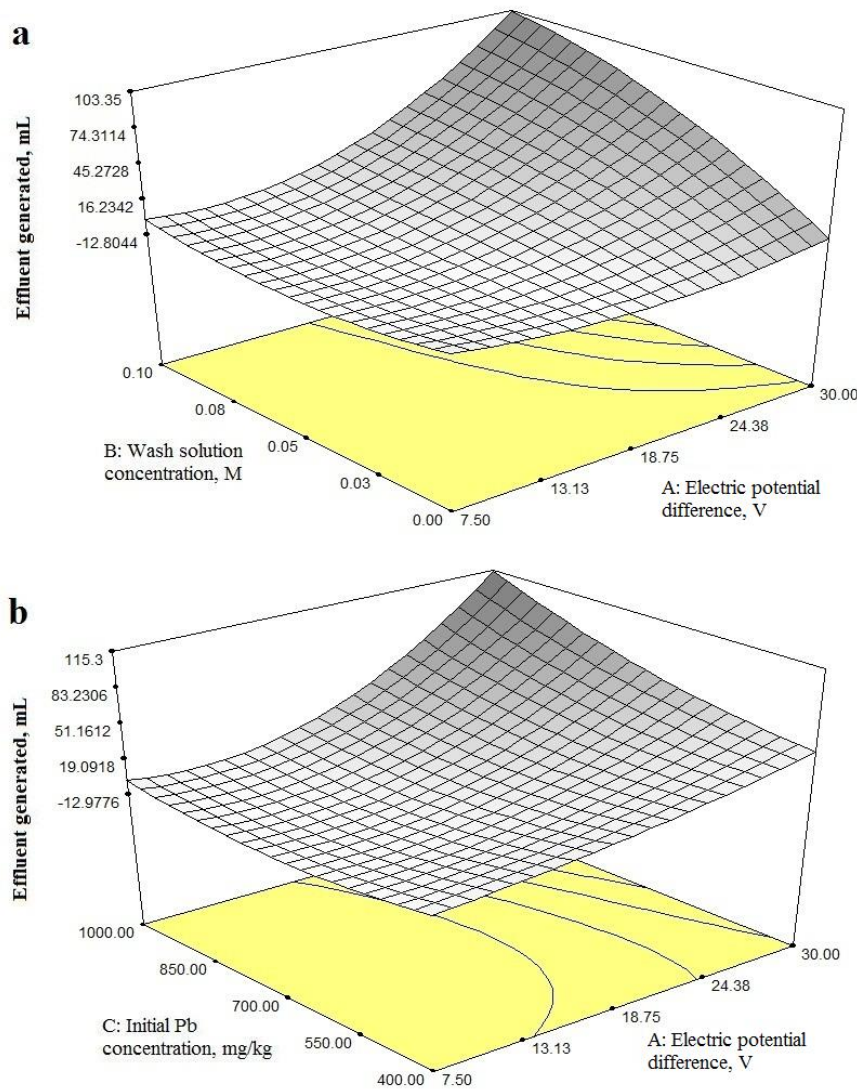 a
Effluent generated, mL
103.35
74.3114
45.2728
16.2342
-12.8044
0.10
0.08
0.05
0.03
0.00
B: Wash solution
concentration, M
7.50
13.13
18.75
24.38
30.00
A: Electric potential
difference, V
b
Effluent generated, mL
115.3
83.2306
51.1612
19.0918
-12.9776
1000.00
850.00
700.00
550.00
400.00
C: Initial Pb
concentration, mg/kg
7.50
13.13
18.75
24.38
30.00
A: Electric potential
difference, V